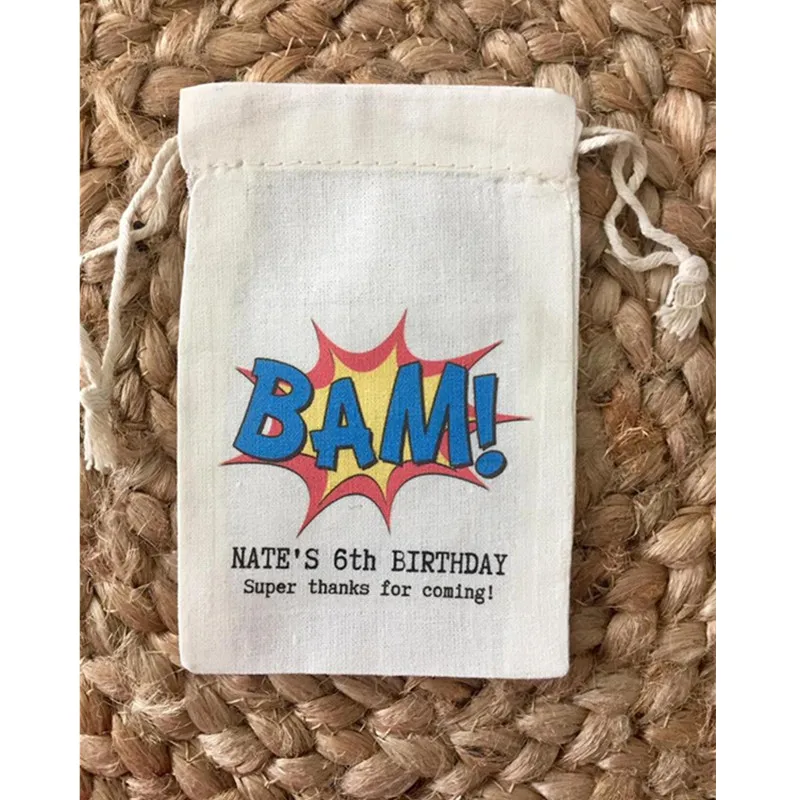 BAM!
NATE'S 6th BIRTHDAY
Super thanks for coming!